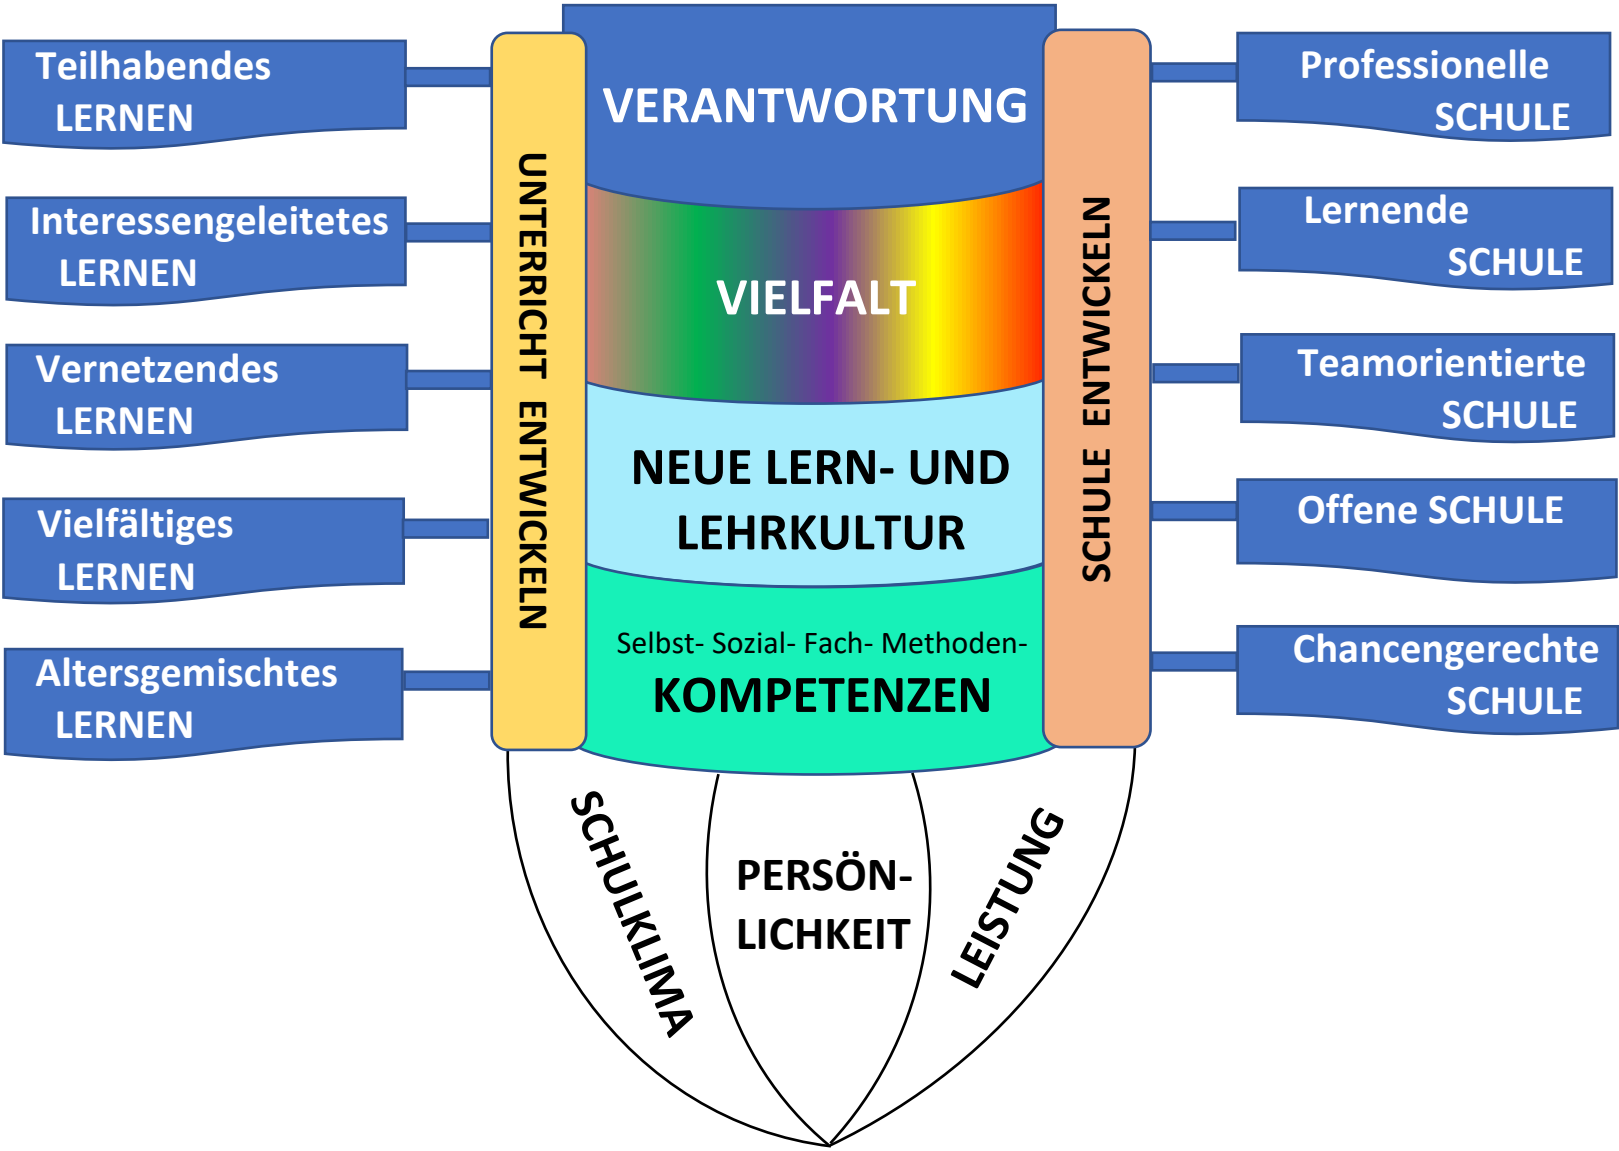 Teilhabendes
LERNEN
Interessengeleitetes
LERNEN
Vernetzendes
LERNEN
Vielfältiges
LERNEN
Altersgemischtes
LERNEN
UNTERRICHT ENTWICKELN
VERANTWORTUNG
VIELFALT
NEUE LERN- UND
LEHRKULTUR
Selbst- Sozial- Fach- Methoden-
KOMPETENZEN
SCHULE ENTWICKELN
Professionelle
SCHULE
Lernende
SCHULE
Teamorientierte
SCHULE
Offene SCHULE
Chancengerechte
SCHULE
SCHULKLIMA
PERSÖN-
LICHKEIT
LEISTUNG